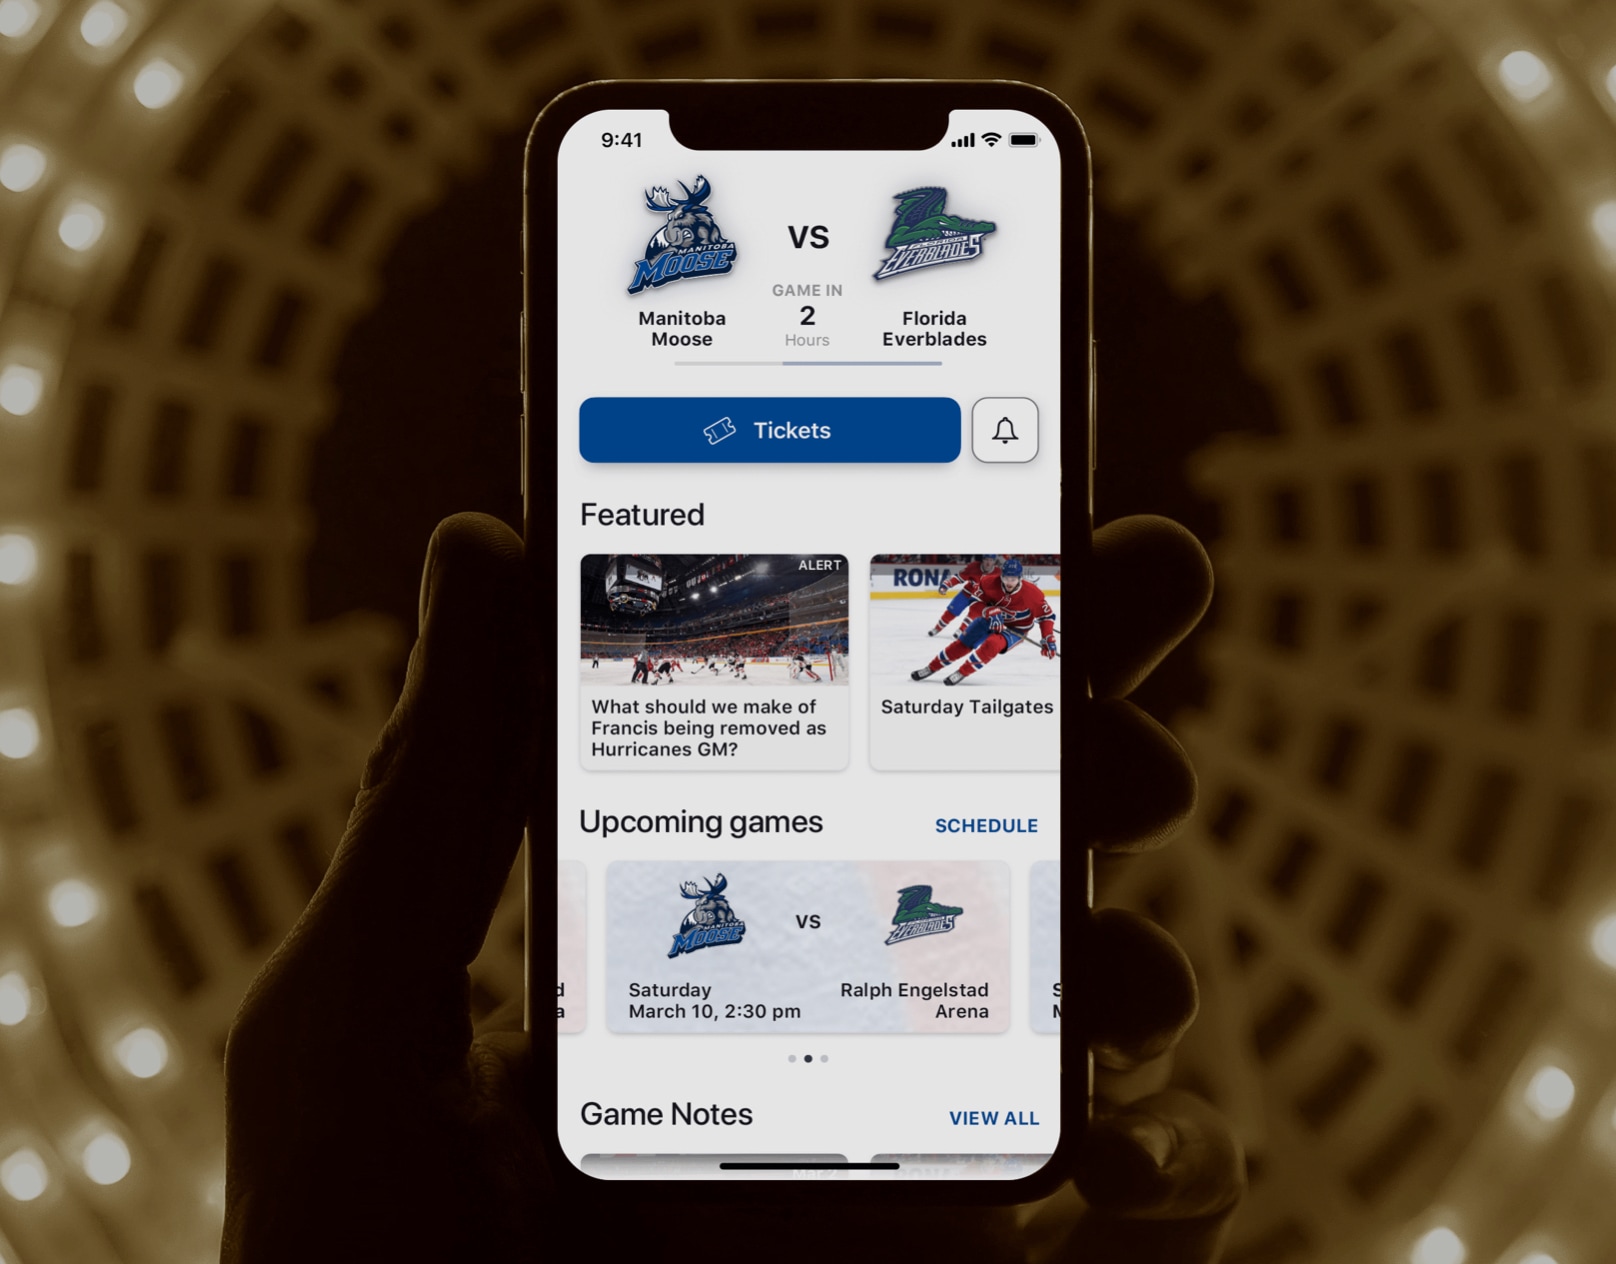 9:41
MANITOBA
MOOSE
VS
FLORIDA
EVERBLADES
GAME IN
2
Hours
Manitoba
Moose
Florida
Everblades
Tickets
Featured
ALERT
RONA
What should we make of
Francis being removed as
Hurricanes GM?
Saturday Tailgates
Upcoming games
SCHEDULE
MANITOBA
MOOSE
VS
EVERBLADES
Saturday
March 10, 2:30 pm
Ralph Engelstad
Arena
Game Notes
VIEW ALL